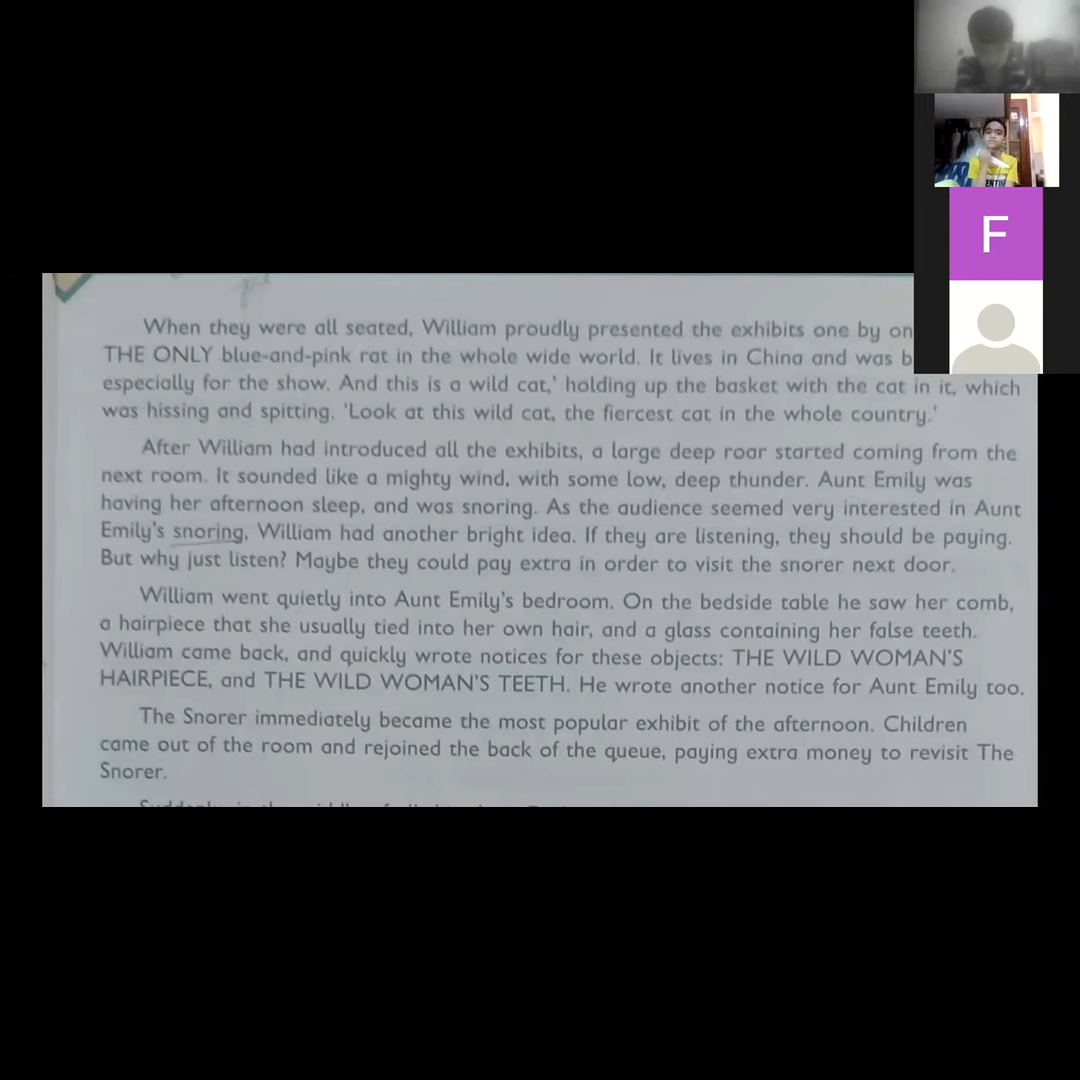 F
When they were all seated, William proudly presented the exhibits one by
THE ONLY blue-and-pink rat in the whole wide world. It lives in China and was
especially for the show. And this is a wild cat,' holding up the basket with the cat in it, which
was hissing and spitting. 'Look at this wild cat, the fiercest cat in the whole country.'
After William had introduced all the exhibits, a large deep roar started coming from the
next room. It sounded like a mighty wind, with some low, deep thunder. Aunt Emily was
having her afternoon sleep, and was snoring. As the audience seemed very interested in Aunt
Emily's snoring, William had another bright idea. If they are listening, they should be paying.
But why just listen? Maybe they could pay extra in order to visit the snorer next door.
William went quietly into Aunt Emily's bedroom. On the bedside table he saw her comb,
a hairpiece that she usually tied into her own hair, and a glass containing her false teeth.
William came back, and quickly wrote notices for these objects: THE WILD WOMAN'S
HAIRPIECE, and THE WILD WOMAN'S TEETH. He wrote another notice for Aunt Emily too.
The Snorer immediately became the most popular exhibit of the afternoon. Children
came out of the room and rejoined the back of the queue, paying extra money to revisit The
Snorer.